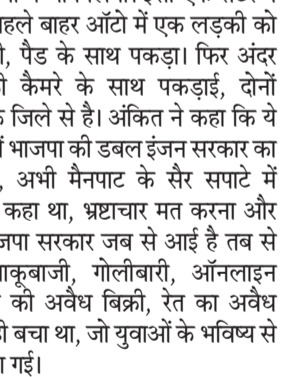 पहले बाहर ऑटो में एक लड़की को
, पैड के साथ पकड़ा। फिर अंदर
कैमरे के साथ पकड़ाई, दोनों
जिले से है। अंकित ने कहा कि ये
भाजपा की डबल इंजन सरकार का
, अभी मैनपाट के सैर सपाटे में
कहा था, भ्रष्टाचार मत करना और
जपा सरकार जब से आई है तब से
ाकूबाजी, गोलीबारी, ऑनलाइन
की अवैध बिक्री, रेत का अवैध
बचा था, जो युवाओं के भविष्य से
गई।